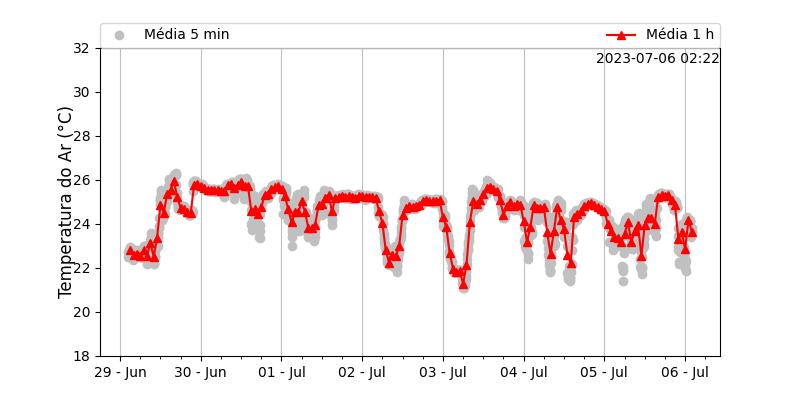 Média 5 min
Média 1 h
2023-07-06 02:22
Temperatura do Ar (°C)
32
30
28
26
24
22
20
18
29 - Jun
30 - Jun
01 - Jul
02 - Jul
03 - Jul
04 - Jul
05 - Jul
06 - Jul